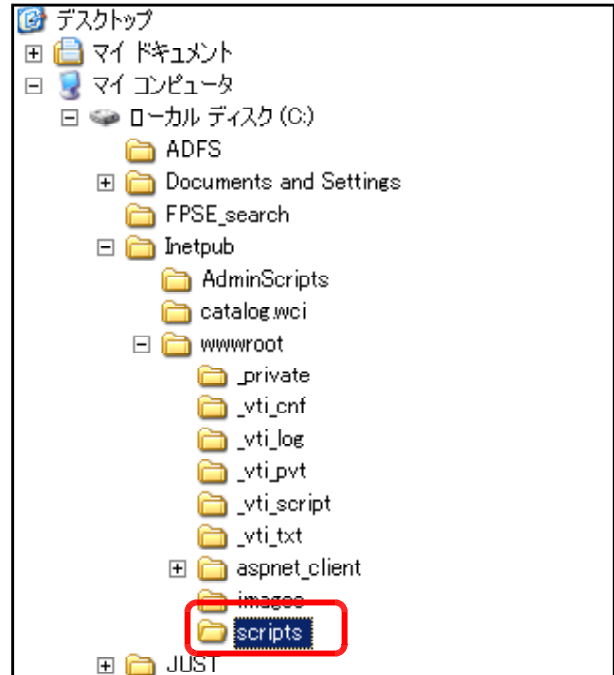 デスクトップ
マイ ドキュメント
マイ コンピュータ
ローカル ディスク (C:)
ADFS
Documents and Settings
FPSE_search
Inetpub
AdminScripts
catalog.wci
wwwroot
_private
_vti_cnf
_vti_log
_vti_pvt
_vti_script
_vti_txt
aspnet_client
images
scripts
JUST